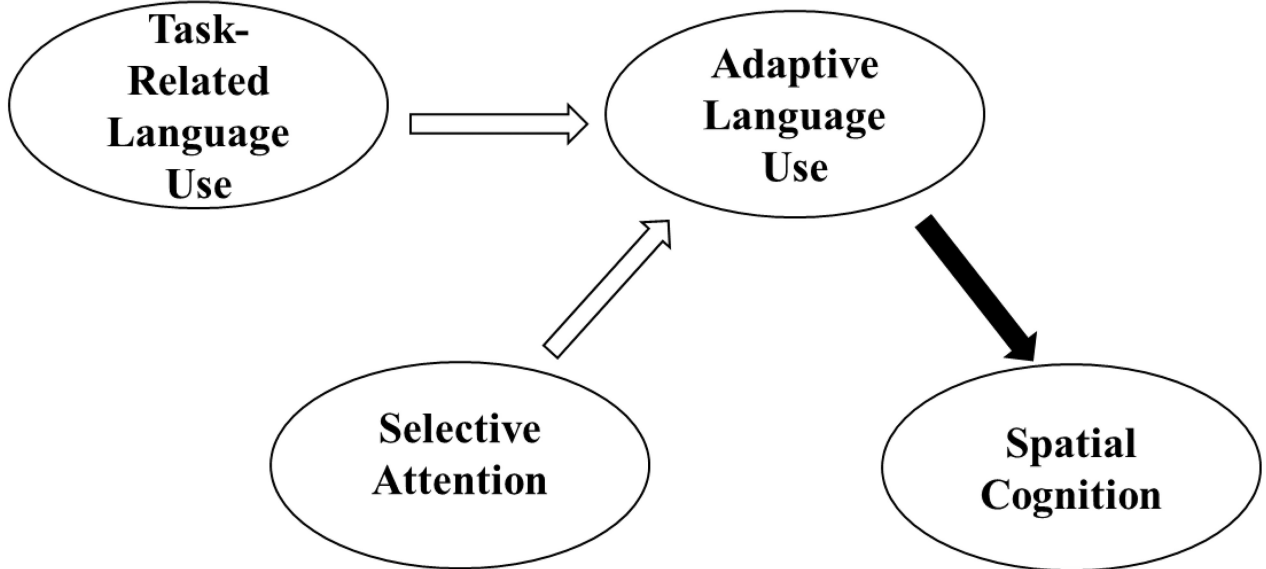 Task-
Related
Language
Use
Adaptive
Language
Use
Selective
Attention
Spatial
Cognition